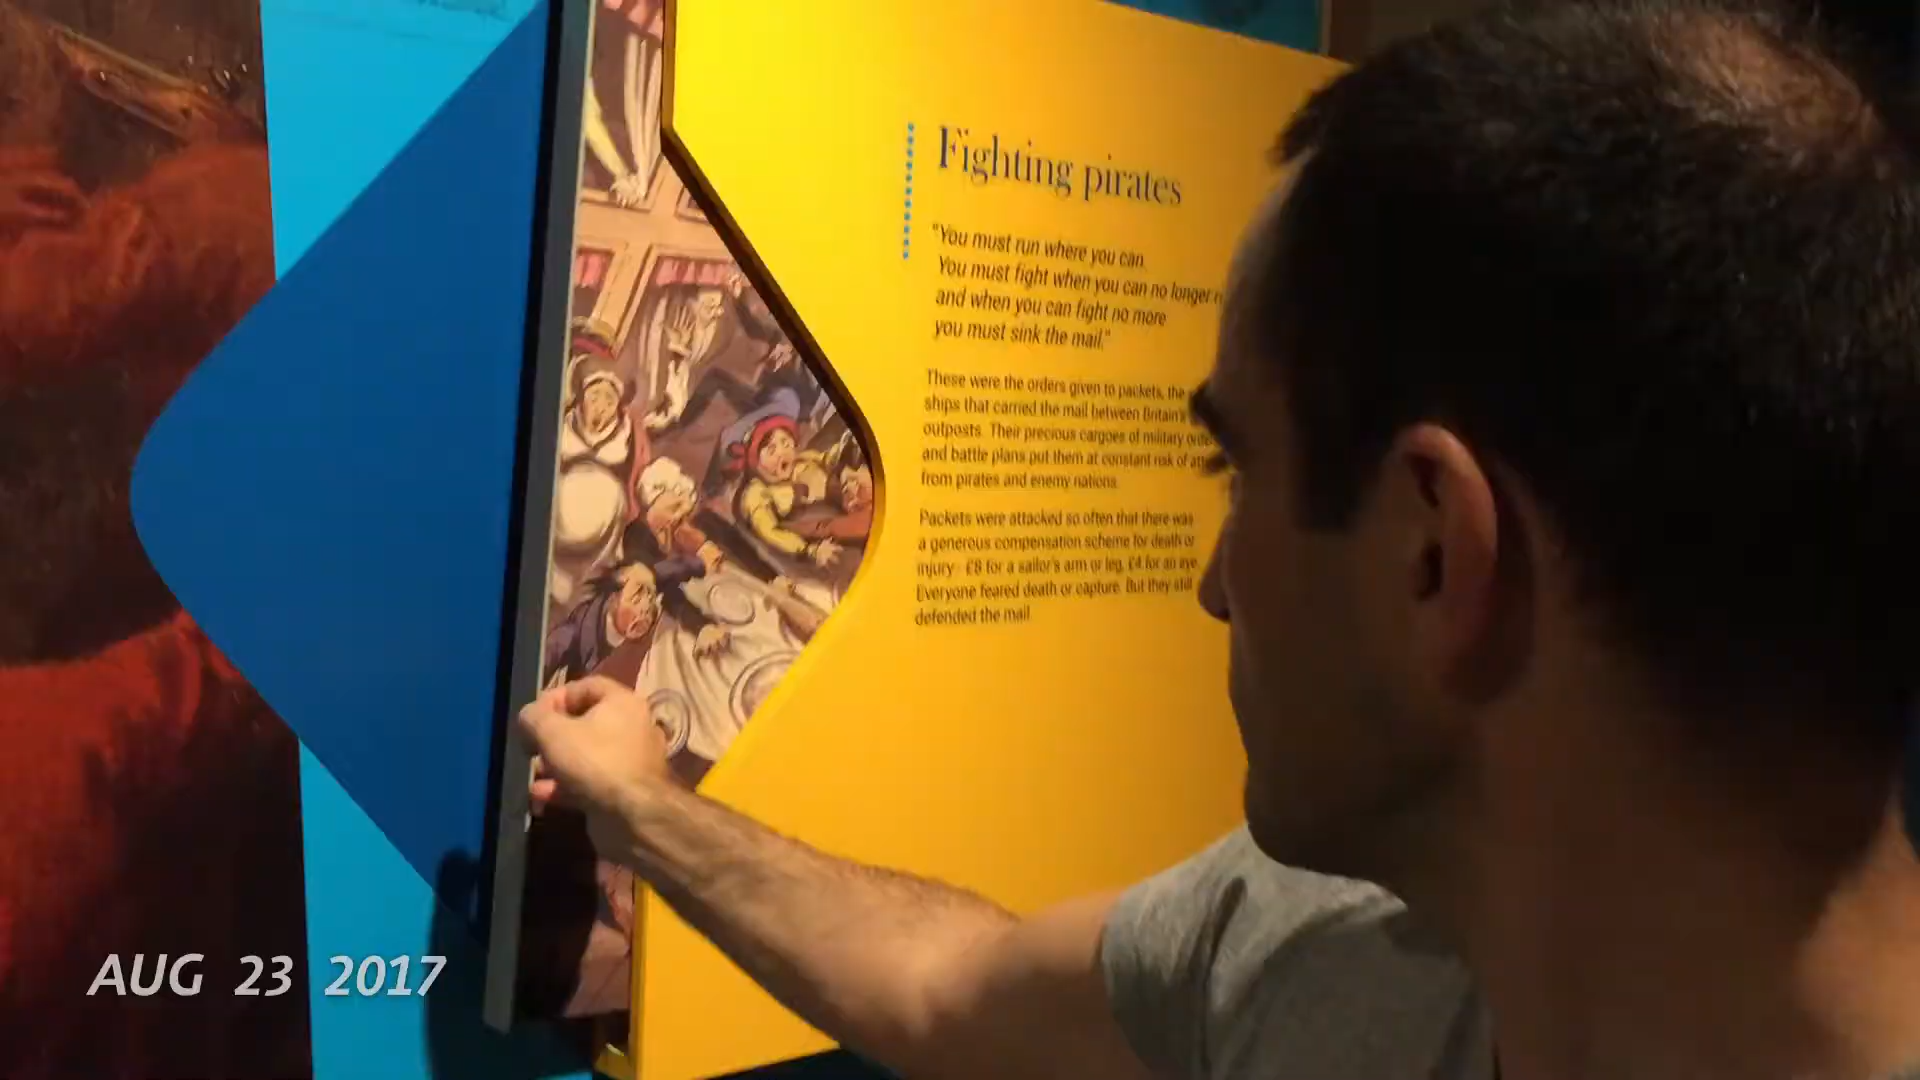 Fighting pirates
"You must run where you can.
You must fight when you can no longer
and when you can fight no more
you must sink the mail."
These were the orders given to packets, the
ships that carried the mail between Britain's
outposts. Their precious cargoes of military
and battle plans put them at constant risk of
from pirates and enemy nations.
Packets were attacked so often that there was
a generous compensation scheme for death or
injury - £8 for a sailor's arm or leg, £4 for an eye.
Everyone feared death or capture. But they still
defended the mail.
AUG 23 2017